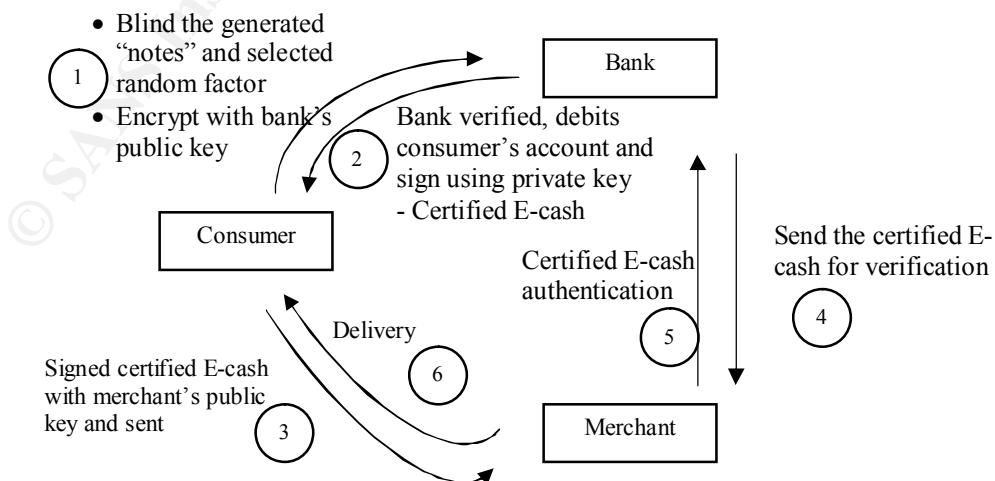 • Blind the generated
“notes” and selected
random factor
• Encrypt with bank’s
public key
1
Bank
2
Bank verified, debits
consumer’s account and
sign using private key
- Certified E-cash
Consumer
Certified E-cash
authentication
5
Send the certified E-
cash for verification
4
Delivery
6
Signed certified E-cash
with merchant’s public
key and sent
3
Merchant
© SANS In